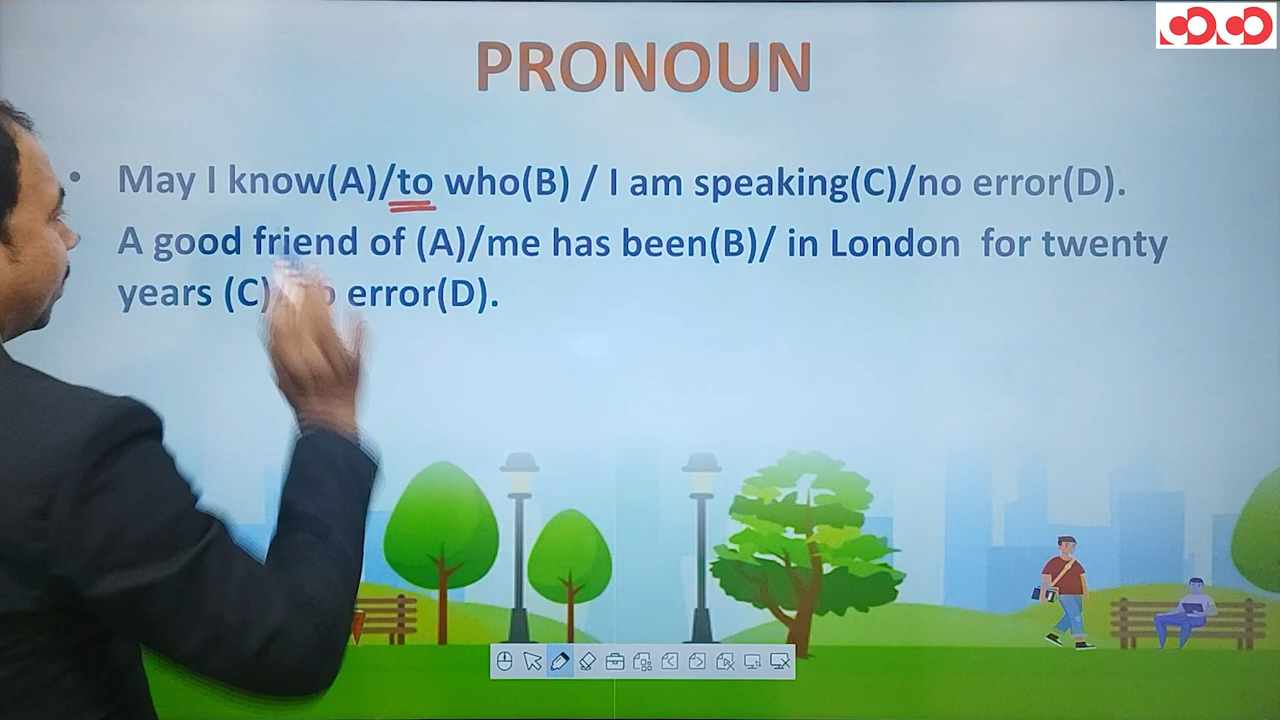 PRONOUN
• May I know(A)/to who(B) / I am speaking(C)/no error(D).
A good friend of (A)/me has been(B)/ in London for twenty
years (C) error(D).